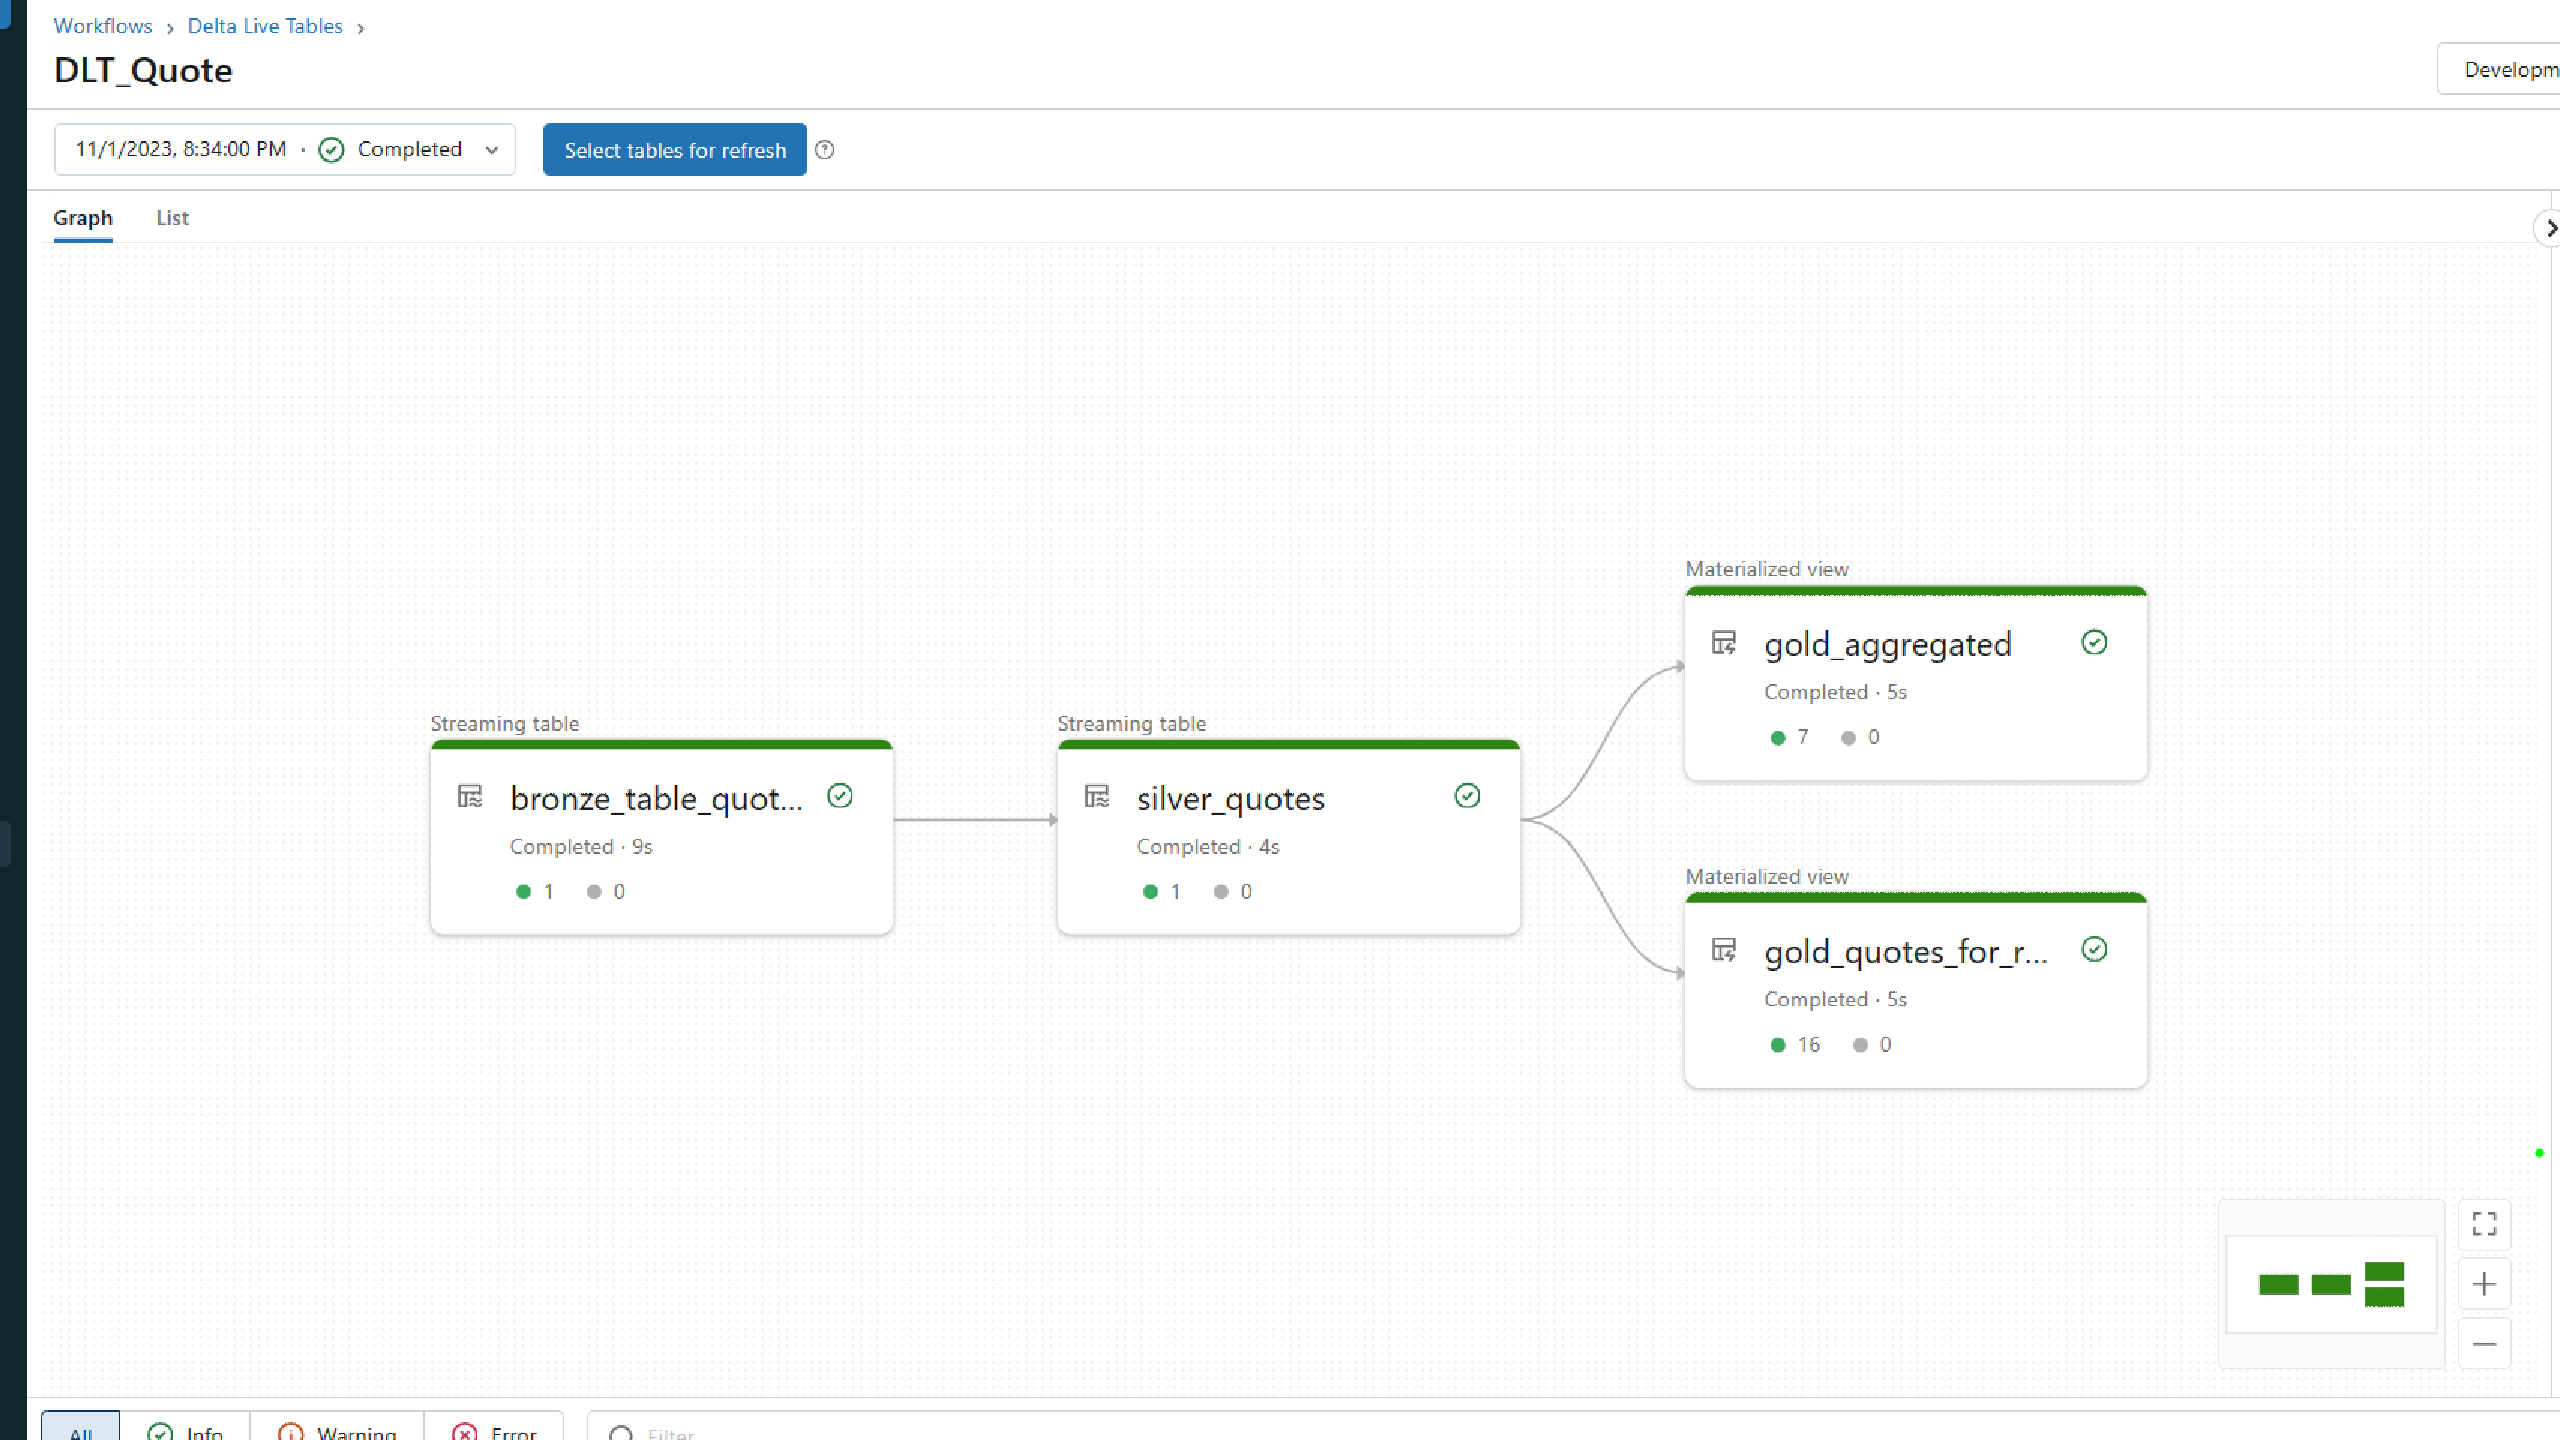 Workflows › Delta Live Tables ›
DLT_Quote
Developm
11/1/2023, 8:34:00 PM · Completed
Select tables for refresh
Graph
List
Materialized view
gold_aggregated
Completed · 5s
7 0
Streaming table
bronze_table_quot...
Completed · 9s
1 0
Streaming table
silver_quotes
Completed · 4s
1 0
Materialized view
gold_quotes_for_r...
Completed · 5s
16 0
All Info Warning Error Filter